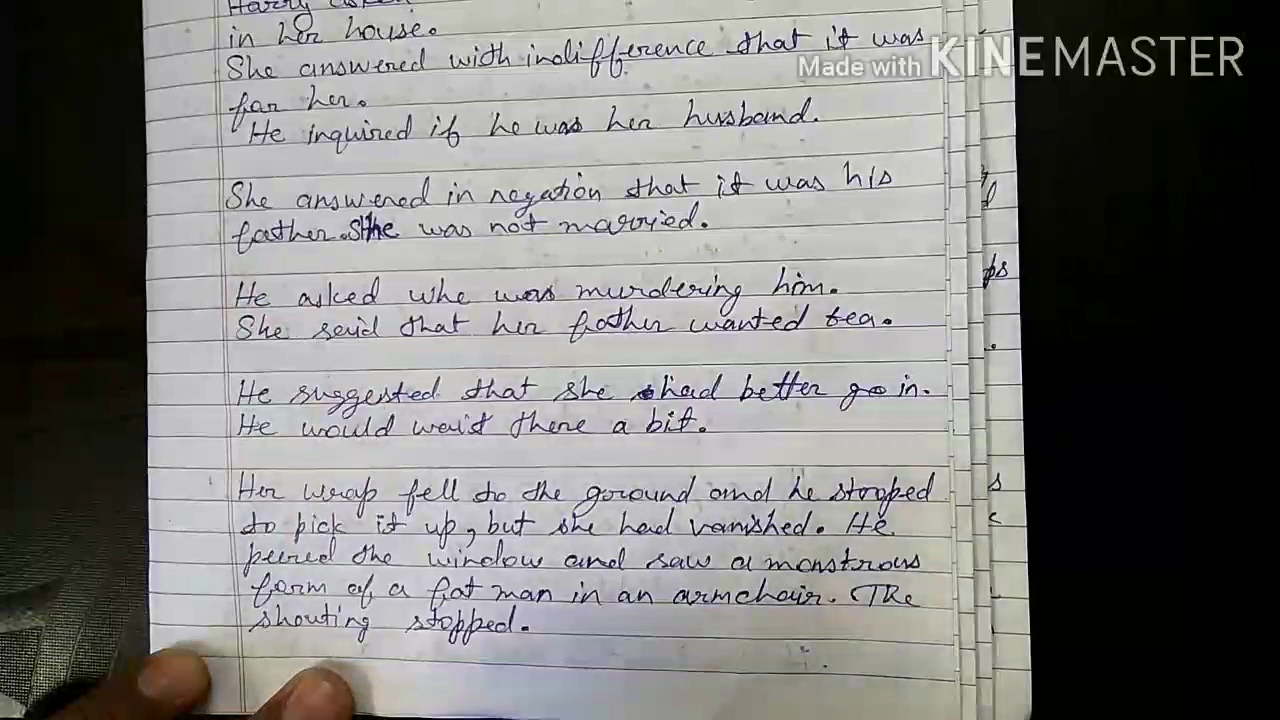 Harry asked
in her house.
She answered with indifference that it was
for her.
He inquired if he was her husband.
She answered in negation that it was his
father. She was not married.
He asked who was murdering him.
She said that her father wanted tea.
He suggested that she had better go in.
He would wait there a bit.
Her wrap fell to the ground and he stooped
to pick it up, but she had vanished. He
peered the window and saw a monstrous
form of a fat man in an armchair. The
shouting stopped.
Made with KINEMASTER